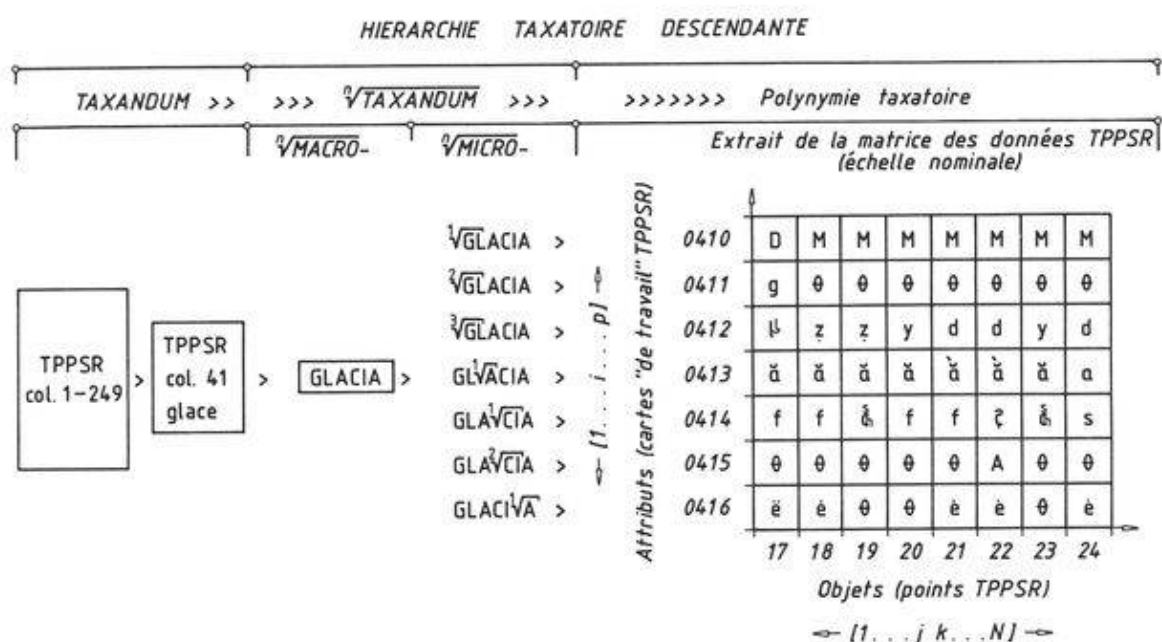 HIERARCHIE TAXATOIRE DESCENDANTE
TAXANDUM >> >>> ⁿ√TAXANDUM >>> >>>>>>> Polynymie taxatoire
ⁿ√MACRO- ⁿ√MICRO- Extrait de la matrice des données TPPSR
(échelle nominale)
TPPSR
col. 1-249
>
TPPSR
col. 41
glace
>
GLACIA >
¹√GLACIA >
²√GLACIA >
³√GLACIA >
GL¹√ACIA >
GLA¹√CIA >
GLA²√CIA >
GLACI¹√A >
[1...i...p]
Attributs (cartes "de travail" TPPSR)
0410 D M M M M M M M
0411 g θ θ θ θ θ θ θ
0412 ẓ ẓ y d d y d
0413 ă ă ă ă ă a
0414 f f f f s
0415 θ θ θ θ θ A θ θ
0416 ë ė θ θ è è θ è
17 18 19 20 21 22 23 24
Objets (points TPPSR)
[1...j k...N]